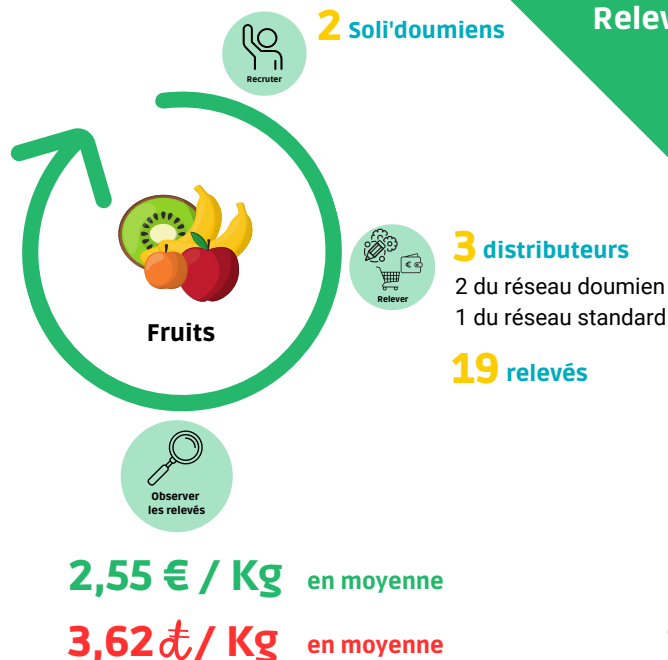 2 Soli'doumiens
Recruter
3 distributeurs
2 du réseau doumien
1 du réseau standard
Relever
€ €
19 relevés
Fruits
Observer
les relevés
2,55 € / Kg en moyenne
3,62 / Kg en moyenne